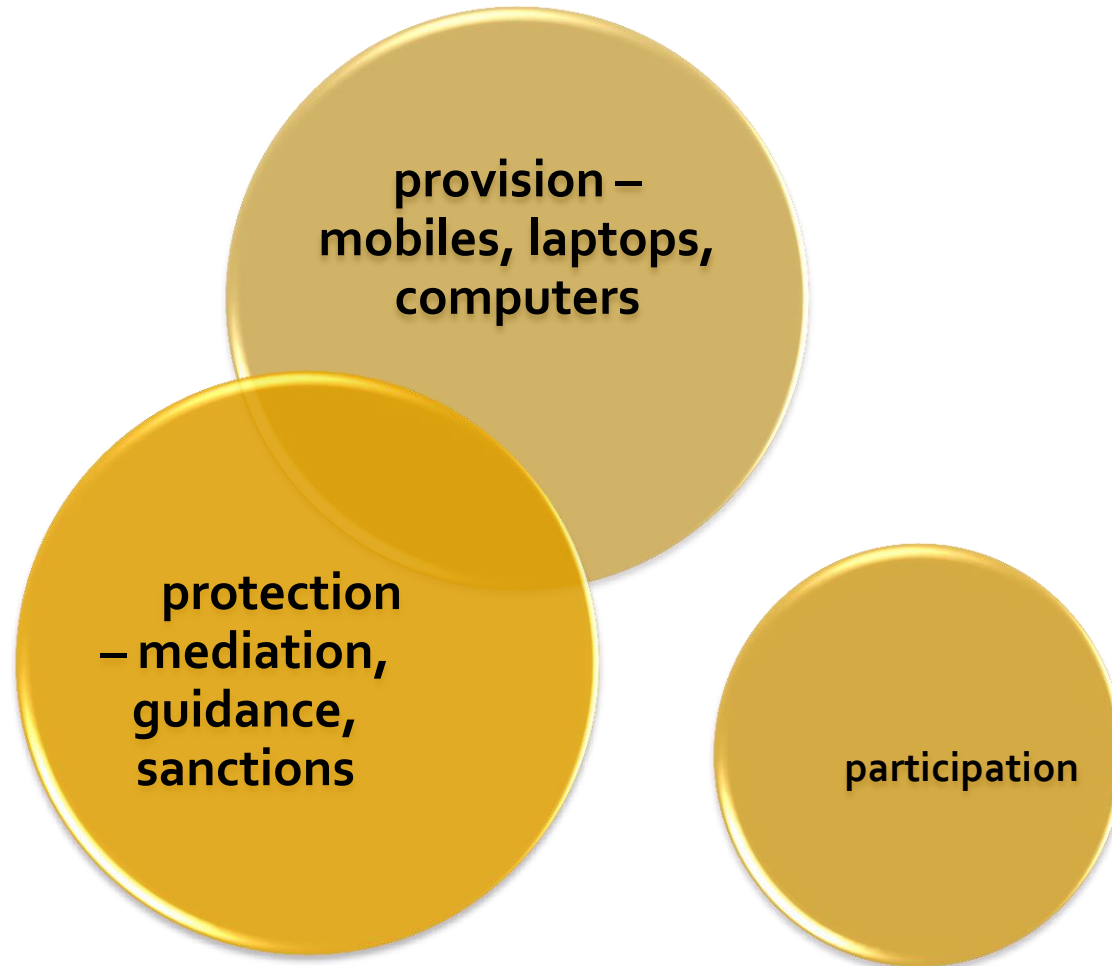 provision –
mobiles, laptops,
computers
protection
– mediation,
guidance,
sanctions
participation